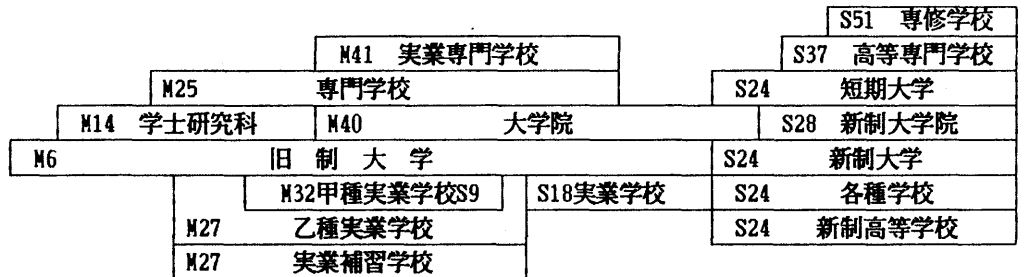 S51 専修学校
M41 実業専門学校 S37 高等専門学校
M25 専門学校 S24 短期大学
M14 学士研究科 M40 大学院 S28 新制大学院
M6 旧制大学 S24 新制大学
M32甲種実業学校S9 S18実業学校 S24 各種学校
M27 乙種実業学校 S24 新制高等学校
M27 実業補習学校